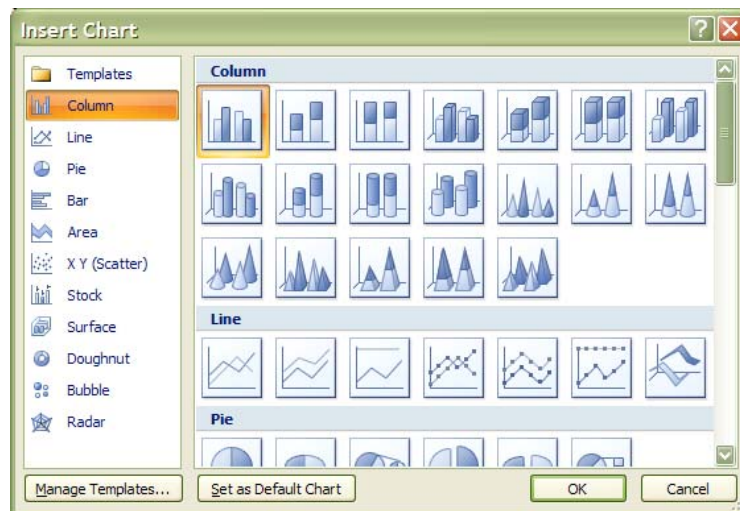 Insert Chart
Templates
Column
Line
Pie
Bar
Area
X Y (Scatter)
Stock
Surface
Doughnut
Bubble
Radar
Column
Line
Pie
Manage Templates...
Set as Default Chart
OK
Cancel